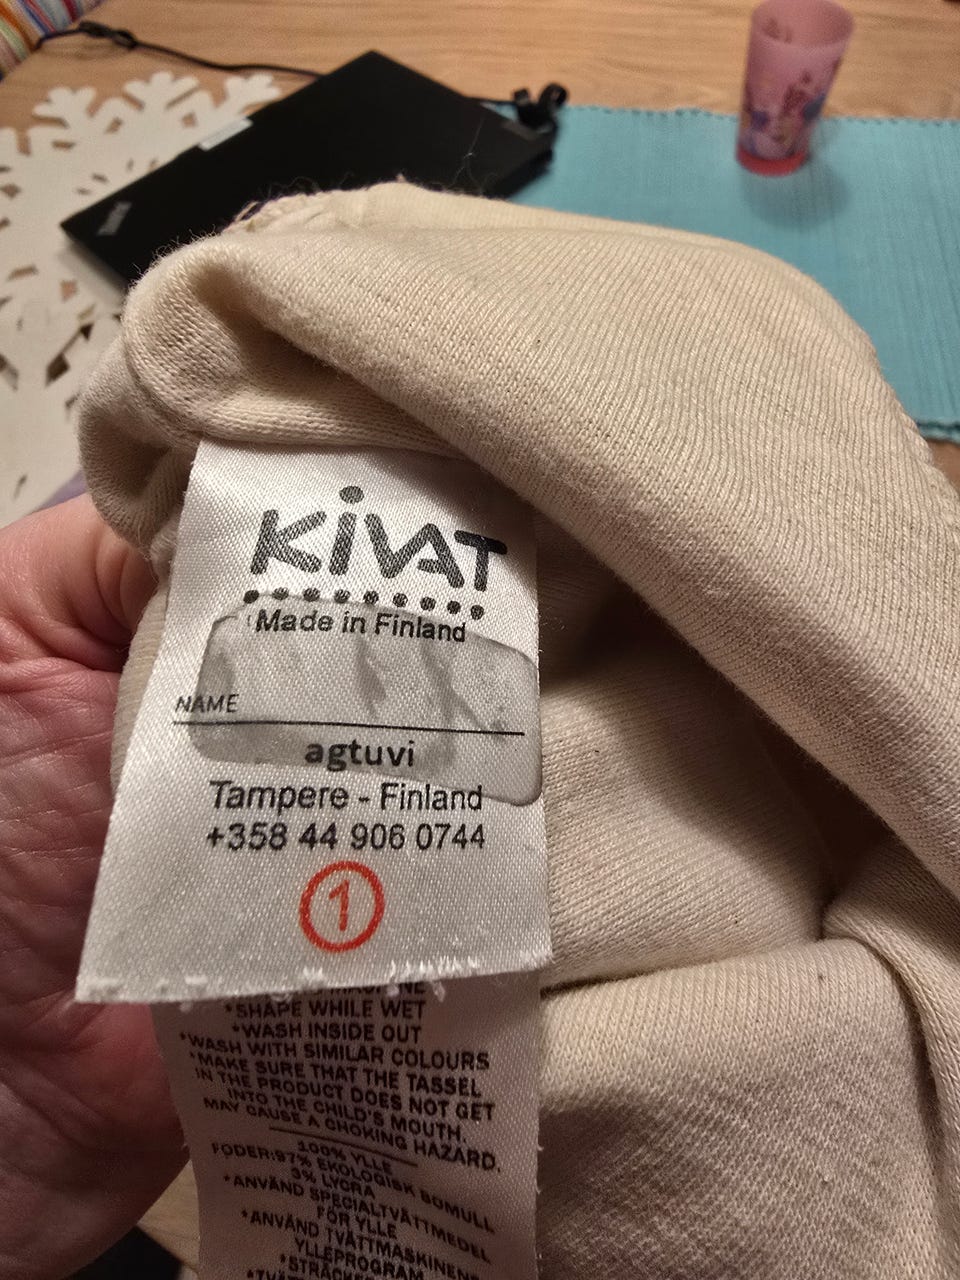 KIVAT
Made in Finland
NAME
agtuvi
Tampere - Finland
+358 44 906 0744
1
*SHAPE WHILE WET
*WASH INSIDE OUT
*WASH WITH SIMILAR COLOURS
*MAKE SURE THAT THE TASSEL
IN THE PRODUCT DOES NOT GET
INTO THE CHILD'S MOUTH.
MAY CAUSE A CHOKING HAZARD.
100% YLLE
FODER:97% EKOLOGISK BOMULL
3% LYCRA
*ANVÄND SPECIALTVÄTTMEDEL
FÖR YLLE
*ANVÄND TVÄTTMASKINENS
YLLEPROGRAM